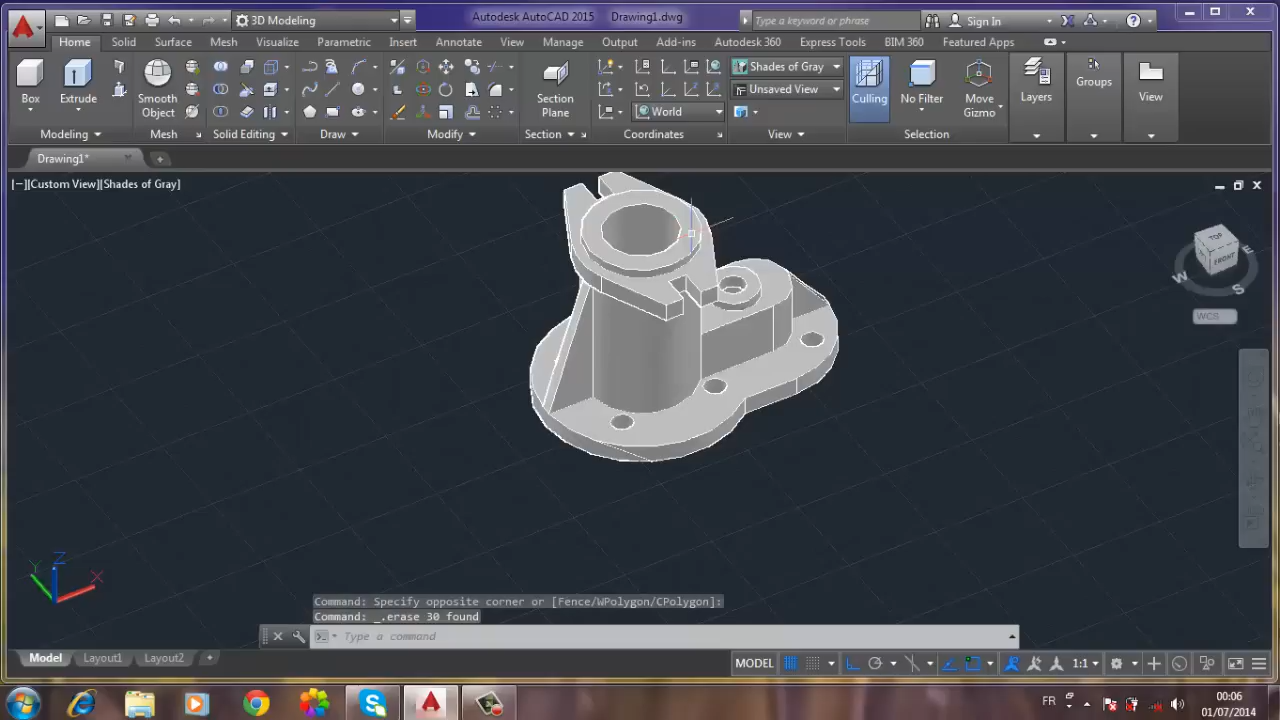 3D Modeling
Autodesk AutoCAD 2015 Drawing1.dwg
Type a keyword or phrase
Sign In
Home Solid Surface Mesh Visualize Parametric Insert Annotate View Manage Output Add-ins Autodesk 360 Express Tools BIM 360 Featured Apps
Box
Extrude
Smooth
Object
Section
Plane
World
Shades of Gray
Unsaved View
Culling
No Filter
Move
Gizmo
Layers
Groups
View
Modeling Mesh Solid Editing Draw Modify Section Coordinates View Selection
Drawing1*
[−][Custom View][Shades of Gray]
TOP
FRONT
W
E
S
WCS
Z
Y
X
Command: Specify opposite corner or [Fence/WPolygon/CPolygon]:
Command: _.erase 30 found
Type a command
Model Layout1 Layout2
MODEL
1:1
FR
00:06
01/07/2014